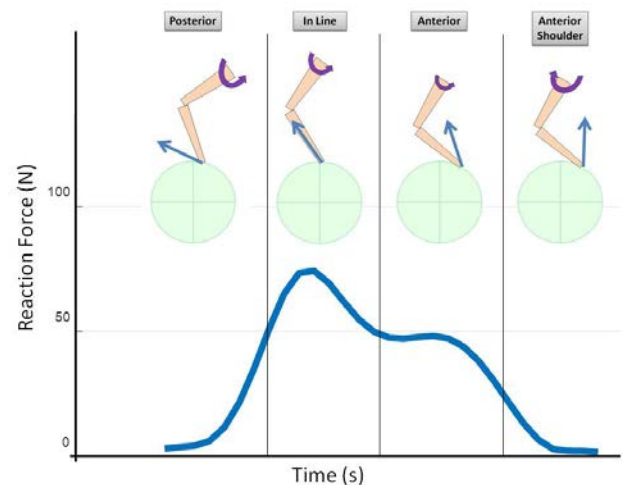 Posterior
In Line
Anterior
Anterior
Shoulder
Reaction Force (N)
100
50
0
Time (s)